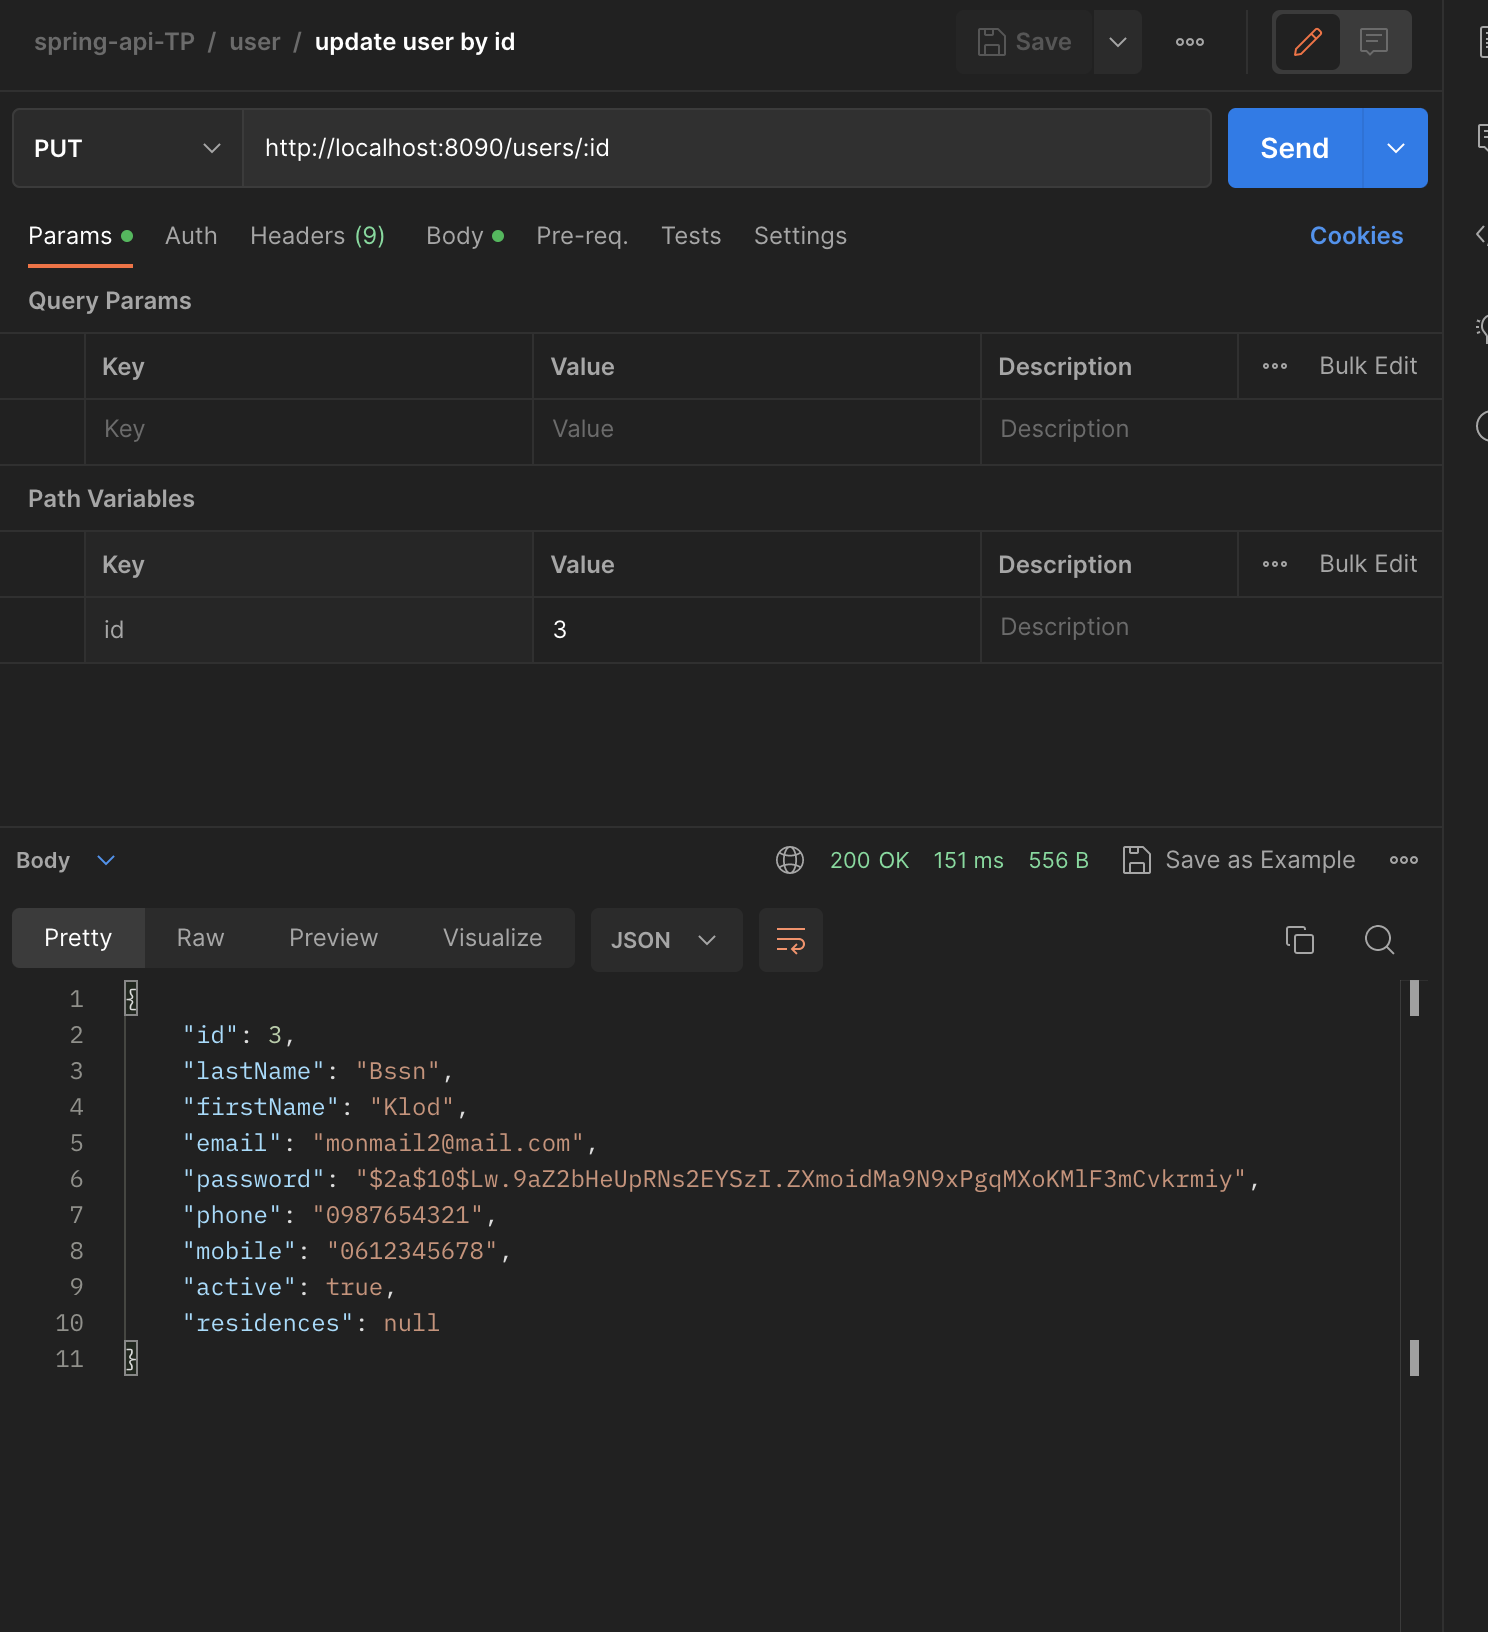 spring-api-TP / user / update user by id
Save
PUT http://localhost:8090/users/:id Send
Params Auth Headers (9) Body Pre-req. Tests Settings Cookies
Query Params
Key Value Description Bulk Edit
Key Value Description
Path Variables
Key Value Description Bulk Edit
id 3 Description
Body 200 OK 151 ms 556 B Save as Example
Pretty Raw Preview Visualize JSON
1 {
2 "id": 3,
3 "lastName": "Bssn",
4 "firstName": "Klod",
5 "email": "monmail2@mail.com",
6 "password": "$2a$10$Lw.9aZ2bHeUpRNs2EYSzI.ZXmoidMa9N9xPgqMXoKMlF3mCvkrmiy",
7 "phone": "0987654321",
8 "mobile": "0612345678",
9 "active": true,
10 "residences": null
11 }